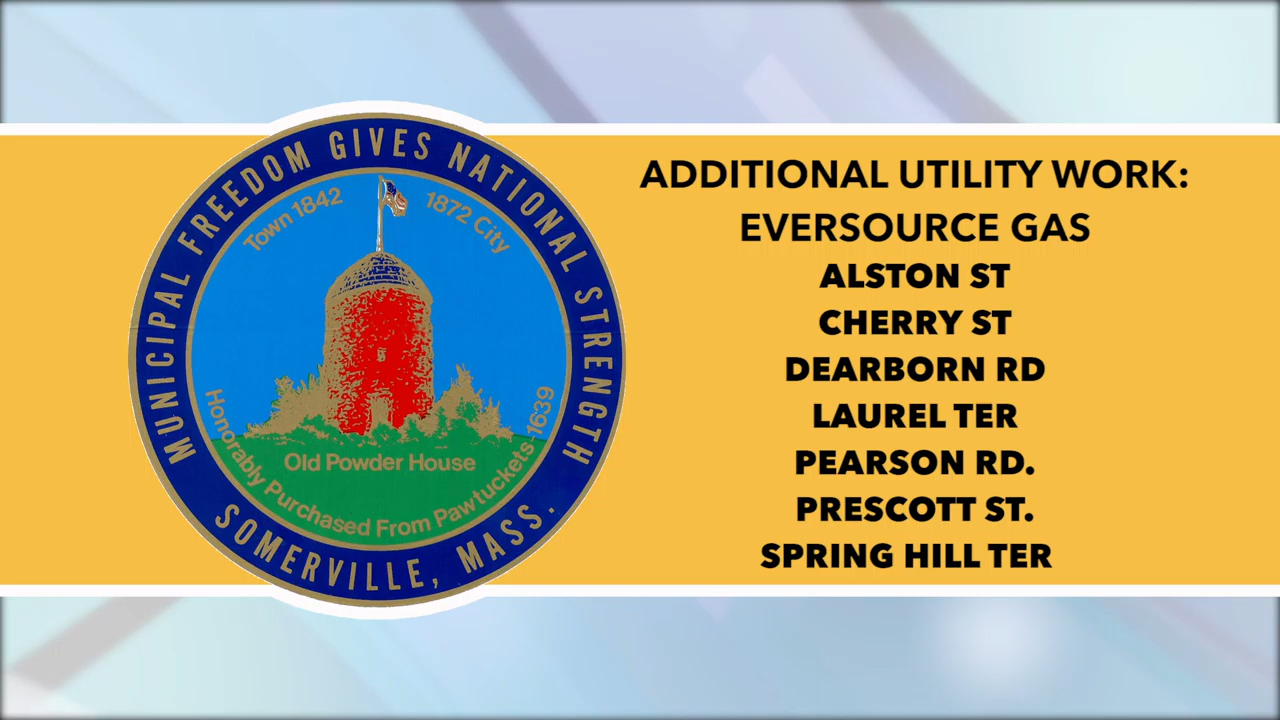 MUNICIPAL FREEDOM GIVES NATIONAL STRENGTH
Town 1842
1872 City
Old Powder House
Honorably Purchased From Pawtuckets 1639
SOMERVILLE, MASS.
ADDITIONAL UTILITY WORK:
EVERSOURCE GAS
ALSTON ST
CHERRY ST
DEARBORN RD
LAUREL TER
PEARSON RD.
PRESCOTT ST.
SPRING HILL TER